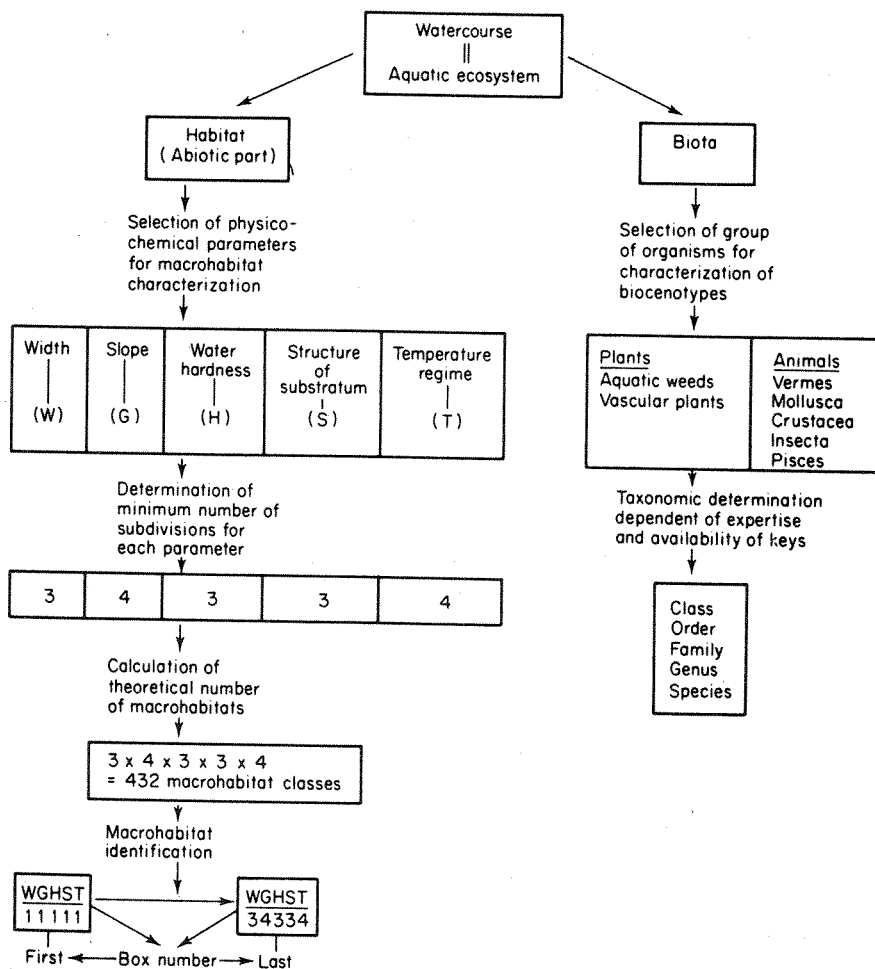 Watercourse
||
Aquatic ecosystem
Habitat
(Abiotic part)
Selection of physico-
chemical parameters
for macrohabitat
characterization
Width
(W)
Slope
(G)
Water
hardness
(H)
Structure
of
substratum
(S)
Temperature
regime
(T)
Determination of
minimum number of
subdivisions for
each parameter
3 4 3 3 4
Calculation of
theoretical number
of macrohabitats
3 x 4 x 3 x 3 x 4
= 432 macrohabitat classes
Macrohabitat
identification
WGHST
11111
WGHST
34334
First Box number Last
Biota
Selection of group
of organisms for
characterization of
biocenotypes
Plants
Aquatic weeds
Vascular plants
Animals
Vermes
Mollusca
Crustacea
Insecta
Pisces
Taxonomic determination
dependent of expertise
and availability of keys
Class
Order
Family
Genus
Species